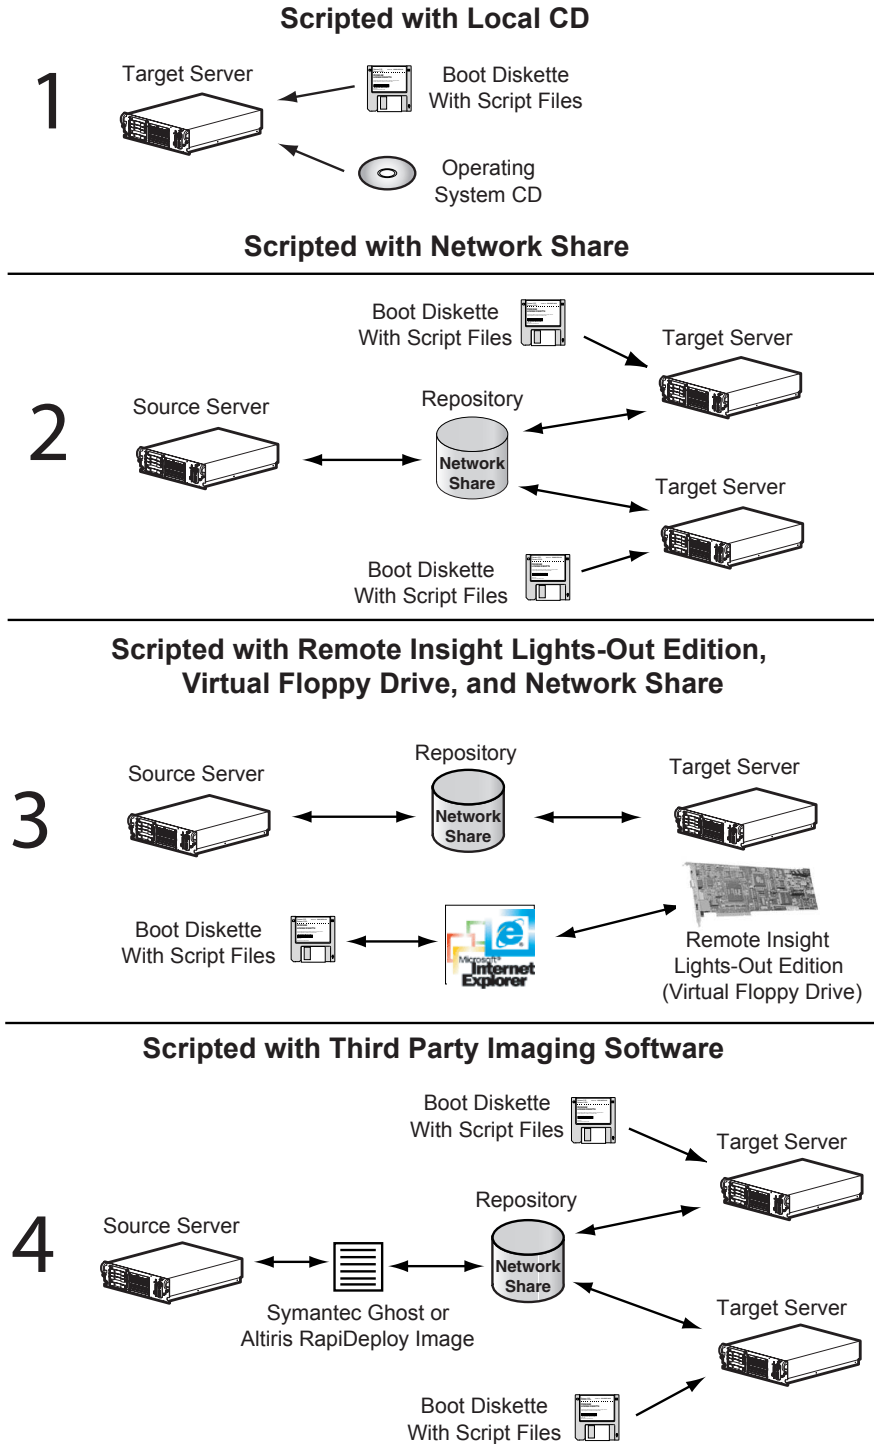 Scripted with Local CD
1
Target Server
Boot Diskette
With Script Files
Operating
System CD
Scripted with Network Share
2
Boot Diskette
With Script Files
Target Server
Source Server
Repository
Network
Share
Target Server
Boot Diskette
With Script Files
Scripted with Remote Insight Lights-Out Edition,
Virtual Floppy Drive, and Network Share
3
Source Server
Repository
Network
Share
Target Server
Boot Diskette
With Script Files
Microsoft®
Internet
Explorer
Remote Insight
Lights-Out Edition
(Virtual Floppy Drive)
Scripted with Third Party Imaging Software
4
Boot Diskette
With Script Files
Target Server
Source Server
Repository
Network
Share
Symantec Ghost or
Altiris RapiDeploy Image
Target Server
Boot Diskette
With Script Files